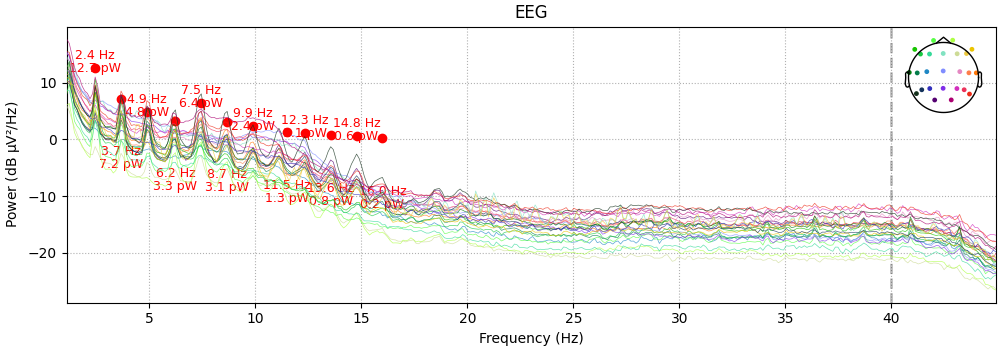 EEG
2.4 Hz
12.7 pW
4.9 Hz
4.8 pW
7.5 Hz
6.4 pW
9.9 Hz
2.4 pW
12.3 Hz
1.1 pW
14.8 Hz
0.6 pW
3.7 Hz
7.2 pW
6.2 Hz
3.3 pW
8.7 Hz
3.1 pW
11.5 Hz
1.3 pW
13.6 Hz
0.8 pW
16.0 Hz
0.2 pW
Power (dB µV²/Hz)
10
0
−10
−20
5
10
15
20
25
30
35
40
Frequency (Hz)